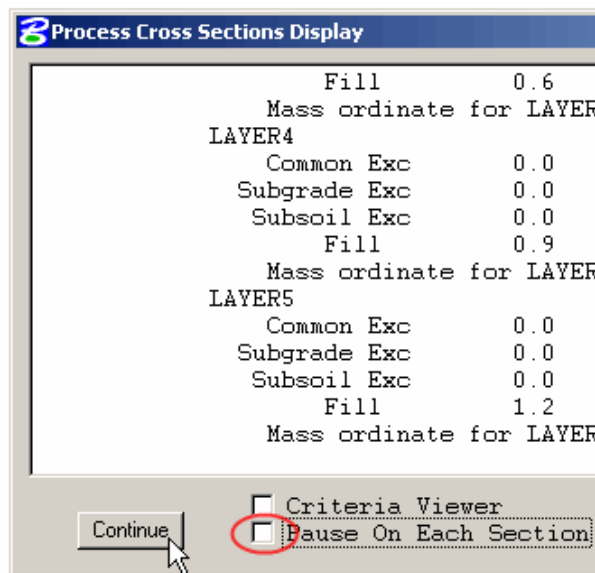 Process Cross Sections Display
Fill 0.6
Mass ordinate for LAYER
LAYER4
Common Exc 0.0
Subgrade Exc 0.0
Subsoil Exc 0.0
Fill 0.9
Mass ordinate for LAYER
LAYER5
Common Exc 0.0
Subgrade Exc 0.0
Subsoil Exc 0.0
Fill 1.2
Mass ordinate for LAYER
Criteria Viewer
Continue
Pause On Each Section